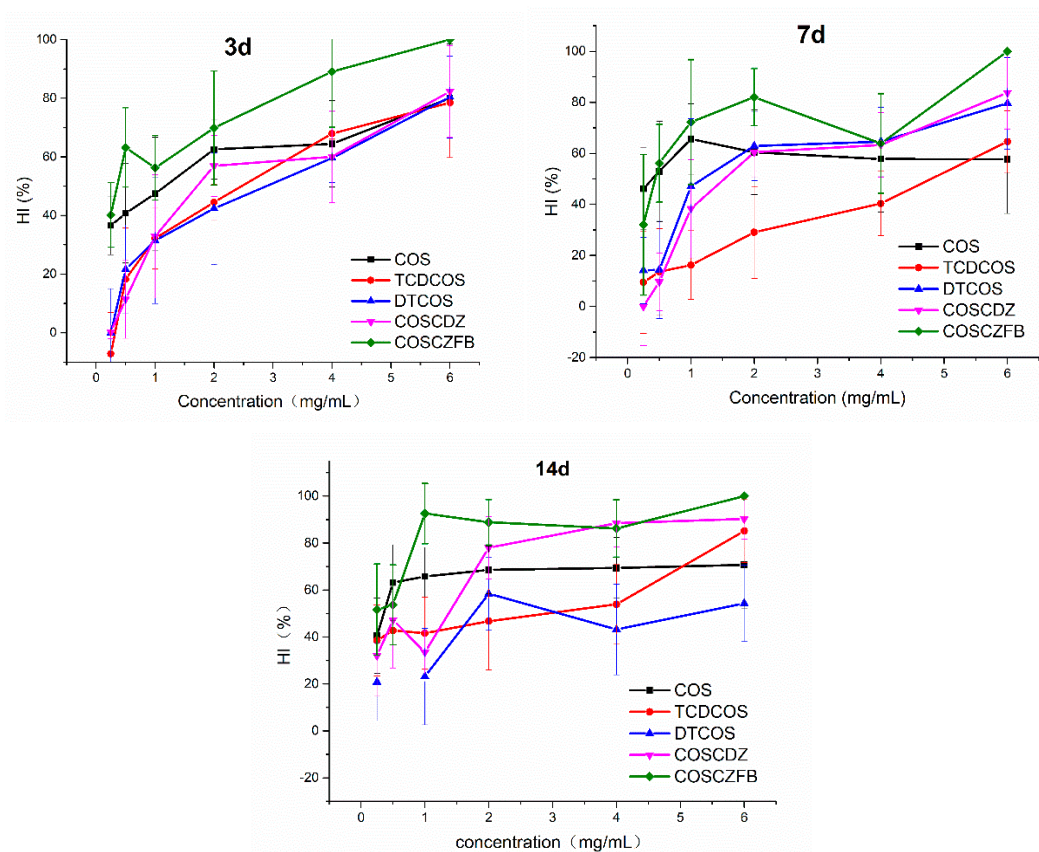 3d
HI (%)
100
80
60
40
20
0
COS
TCDCOS
DTCOS
COSCDZ
COSCZFB
0 1 2 3 4 5 6
Concentration（mg/mL）
7d
HI (%)
100
80
60
40
20
0
-20
COS
TCDCOS
DTCOS
COSCDZ
COSCZFB
0 1 2 3 4 5 6
Concentration (mg/mL)
14d
HI（%）
100
80
60
40
20
0
-20
COS
TCDCOS
DTCOS
COSCDZ
COSCZFB
0 1 2 3 4 5 6
concentration（mg/mL）